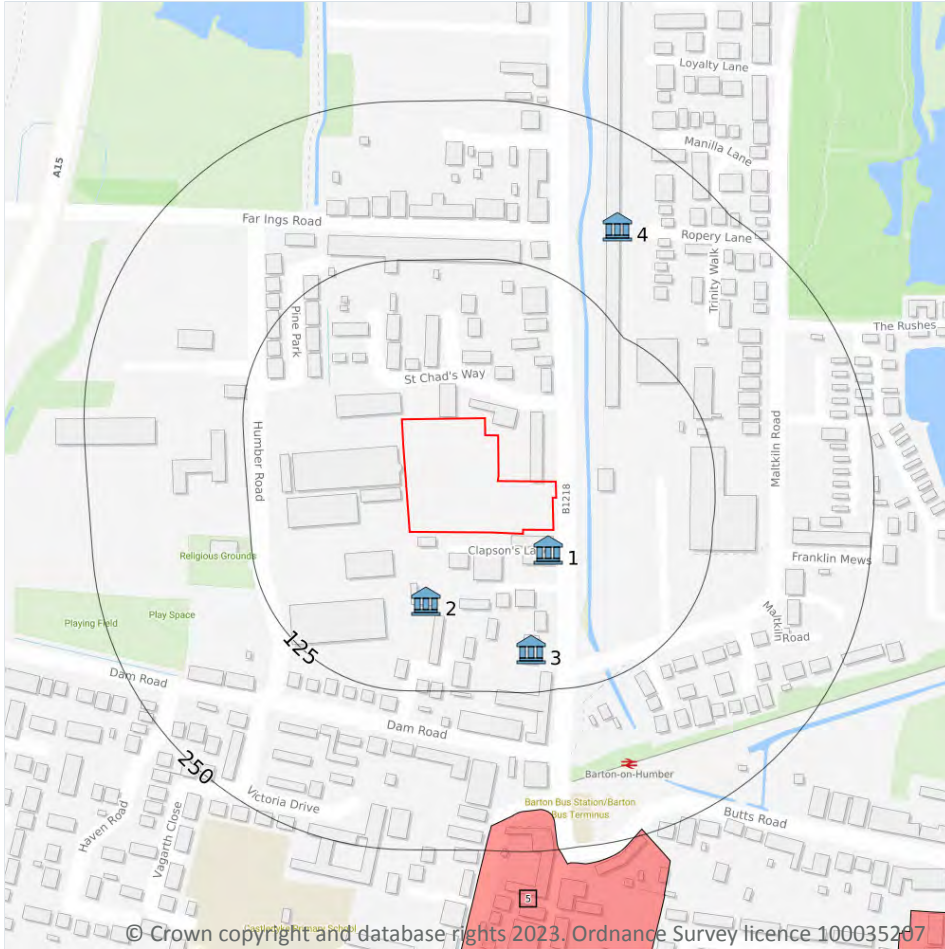 Loyalty Lane
A15
Manilla Lane
Far Ings Road
4
Ropery Lane
Trinity Walk
Pine Park
The Rushes
St Chad's Way
Humber Road
Maltkiln Road
B1218
Religious Grounds
Clapson's La
1
Franklin Mews
2
Play Space
Playing Field
Maltkiln
Road
125
3
Dam Road
Dam Road
250
Barton-on-Humber
Victoria Drive
Barton Bus Station/Barton
Bus Terminus
Butts Road
Haven Road
Vagarth Close
5
© Crown copyright and database rights 2023. Ordnance Survey licence 100035207